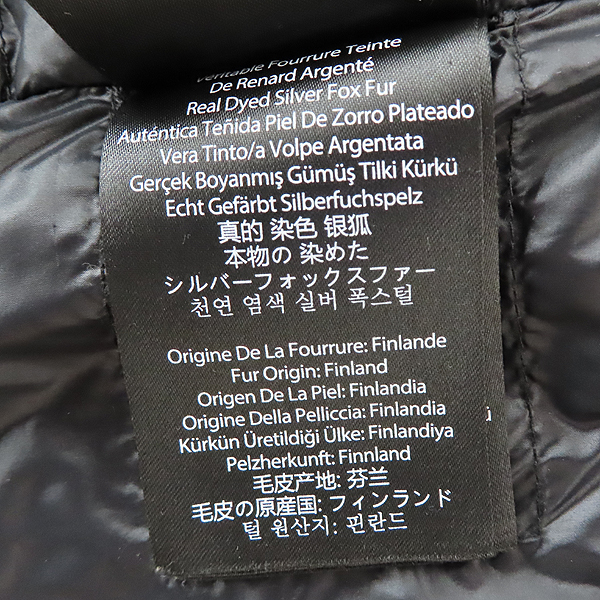 Véritable Fourrure Teinte
De Renard Argenté
Real Dyed Silver Fox Fur
Auténtica Teñida Piel De Zorro Plateado
Vera Tinto/a Volpe Argentata
Gerçek Boyanmış Gümüş Tilki Kürkü
Echt Gefärbt Silberfuchspelz
真的 染色 银狐
本物の 染めた
シルバーフォックスファー
천연 염색 실버 폭스털
Origine De La Fourrure: Finlande
Fur Origin: Finland
Origen De La Piel: Finlandia
Origine Della Pelliccia: Finlandia
Kürkün Üretildiği Ülke: Finlandiya
Pelzherkunft: Finnland
毛皮产地: 芬兰
毛皮の原産国: フィンランド
털 원산지: 핀란드